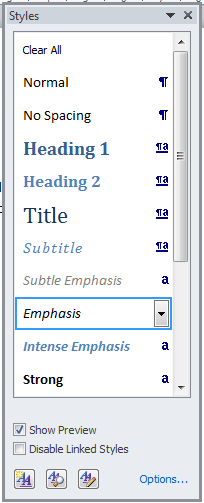 Styles
Clear All
Normal ¶
No Spacing ¶
Heading 1 ¶a
Heading 2 ¶a
Title ¶a
Subtitle ¶a
Subtle Emphasis a
Emphasis
Intense Emphasis a
Strong a
Show Preview
Disable Linked Styles
Options...